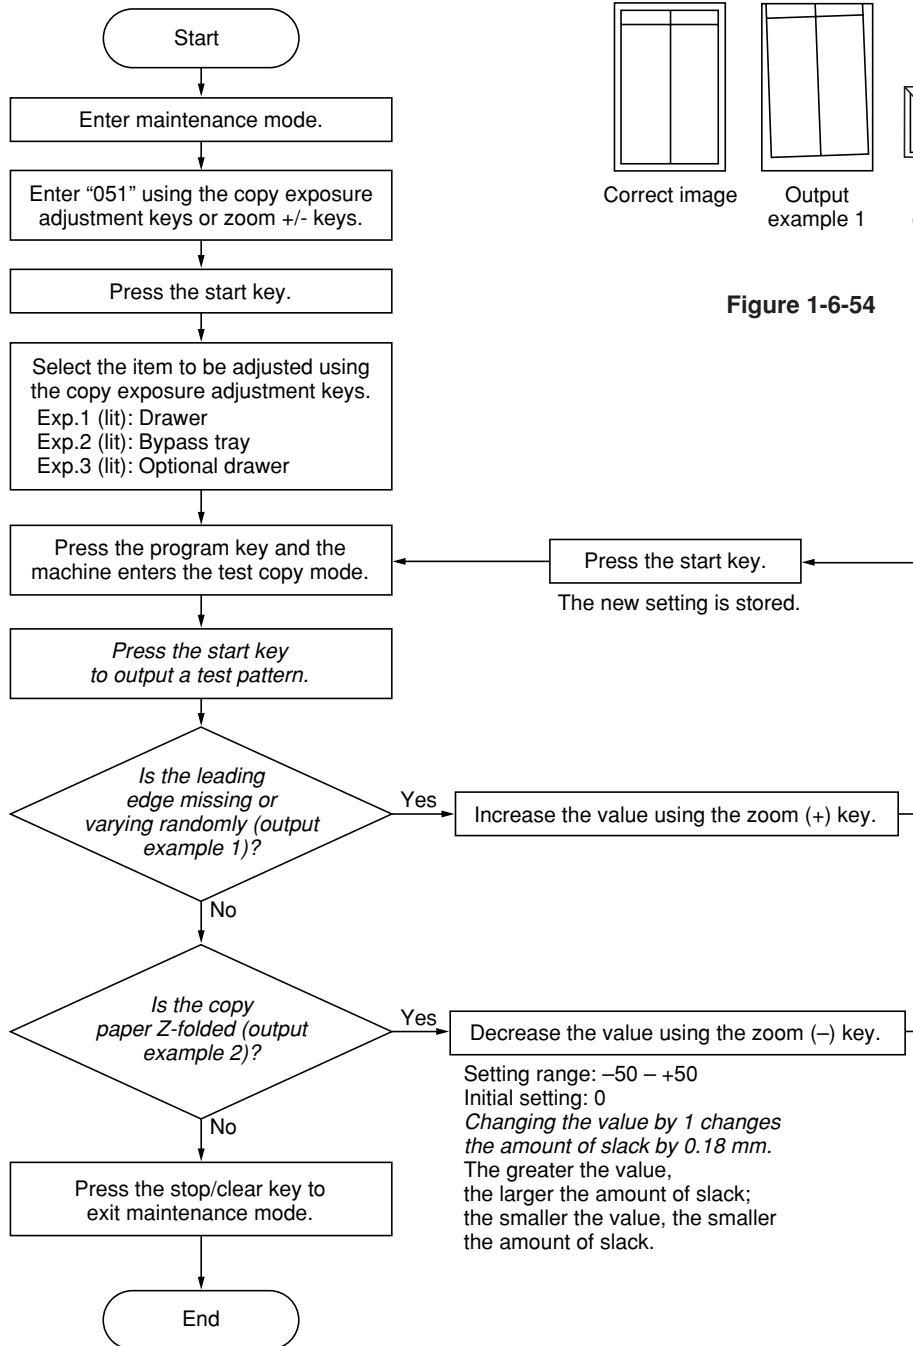 Start
Enter maintenance mode.
Enter “051” using the copy exposure
adjustment keys or zoom +/- keys.
Press the start key.
Select the item to be adjusted using
the copy exposure adjustment keys.
Exp.1 (lit): Drawer
Exp.2 (lit): Bypass tray
Exp.3 (lit): Optional drawer
Press the program key and the
machine enters the test copy mode.
Press the start key
to output a test pattern.
Is the leading
edge missing or
varying randomly (output
example 1)?
Yes
No
Is the copy
paper Z-folded (output
example 2)?
Yes
No
Press the stop/clear key to
exit maintenance mode.
End
Correct image
Output
example 1
Figure 1-6-54
Press the start key.
The new setting is stored.
Increase the value using the zoom (+) key.
Decrease the value using the zoom (–) key.
Setting range: –50 – +50
Initial setting: 0
Changing the value by 1 changes
the amount of slack by 0.18 mm.
The greater the value,
the larger the amount of slack;
the smaller the value, the smaller
the amount of slack.